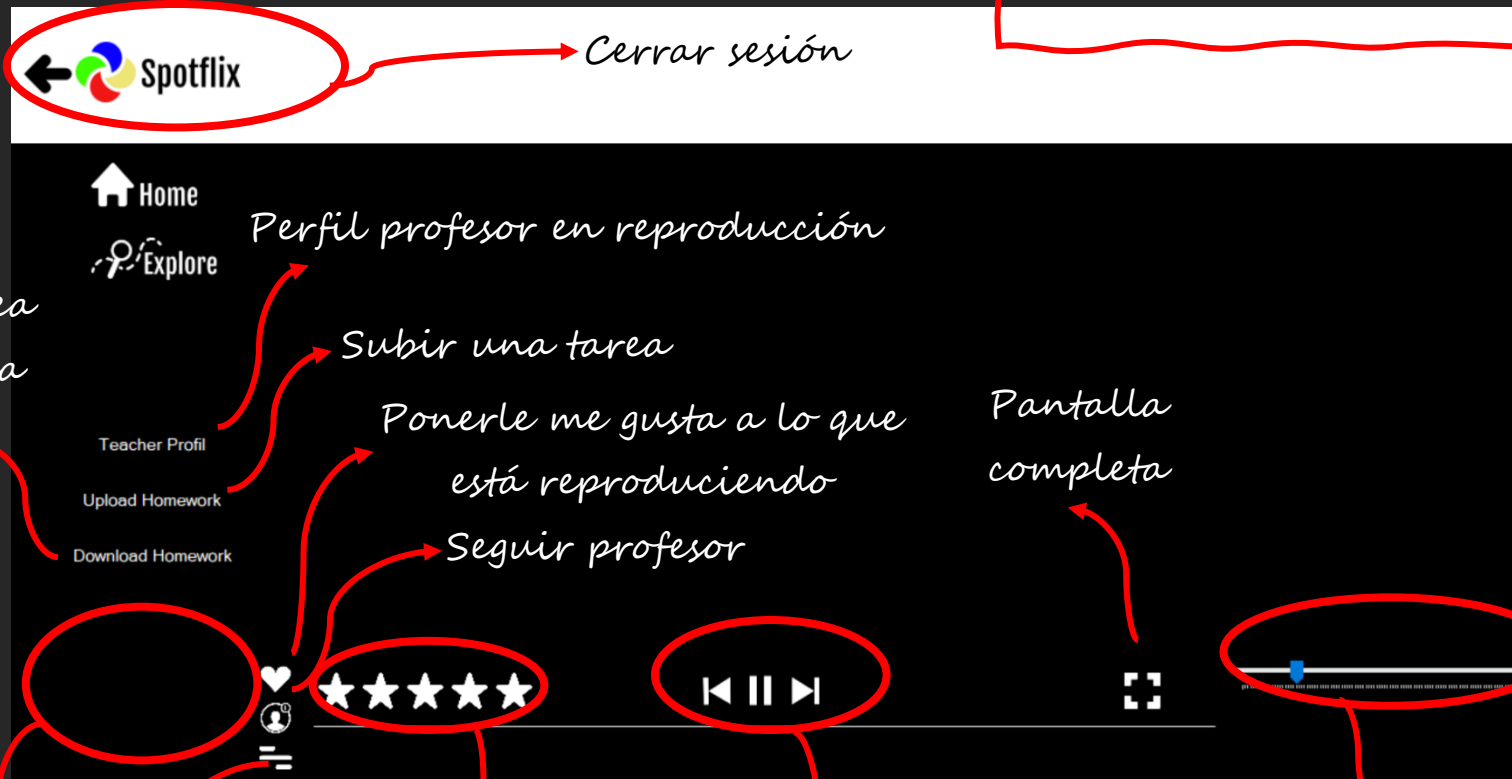 Spotflix
Cerrar sesión
Home
Explore
Perfil profesor en reproducción
Subir una tarea
Ponerle me gusta a lo que
está reproduciendo
Seguir profesor
Pantalla
completa
Teacher Profil
Upload Homework
Download Homework